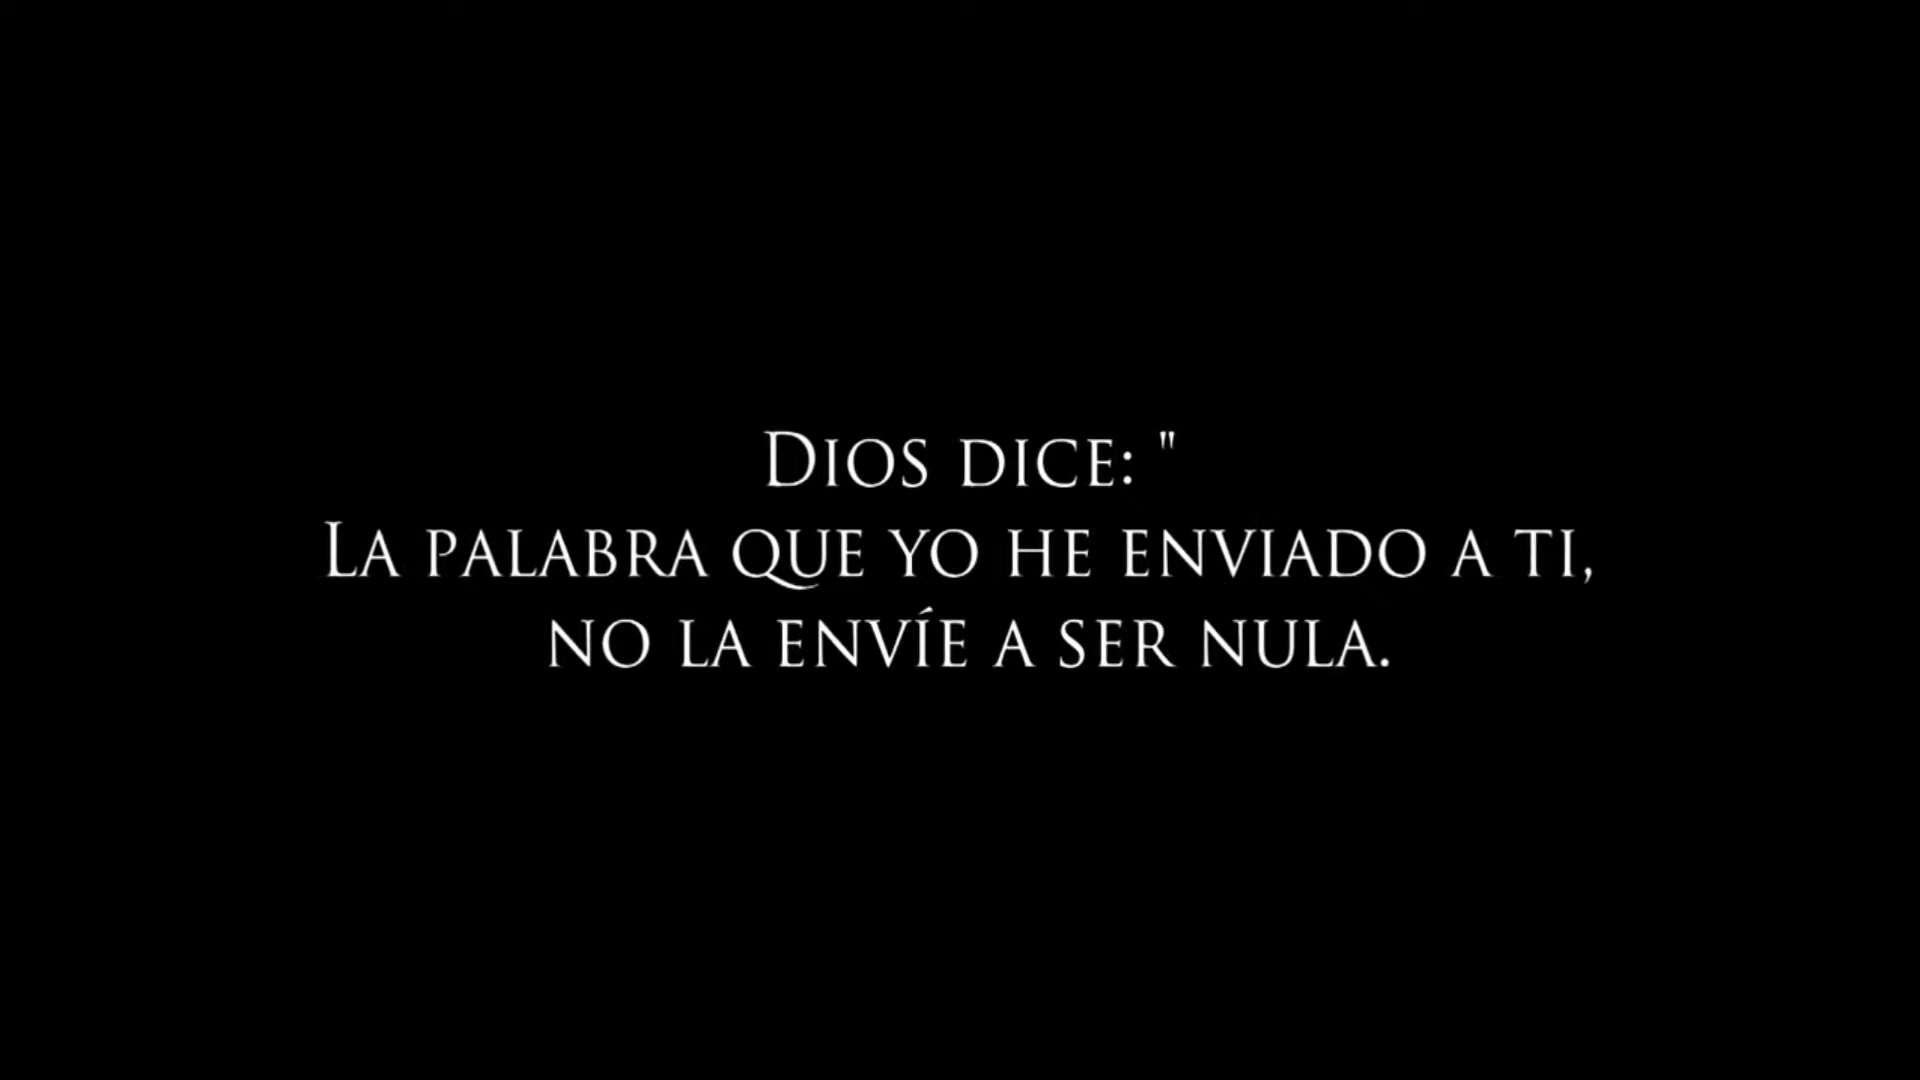 Dios dice: "
La palabra que yo he enviado a ti,
no la envíe a ser nula.